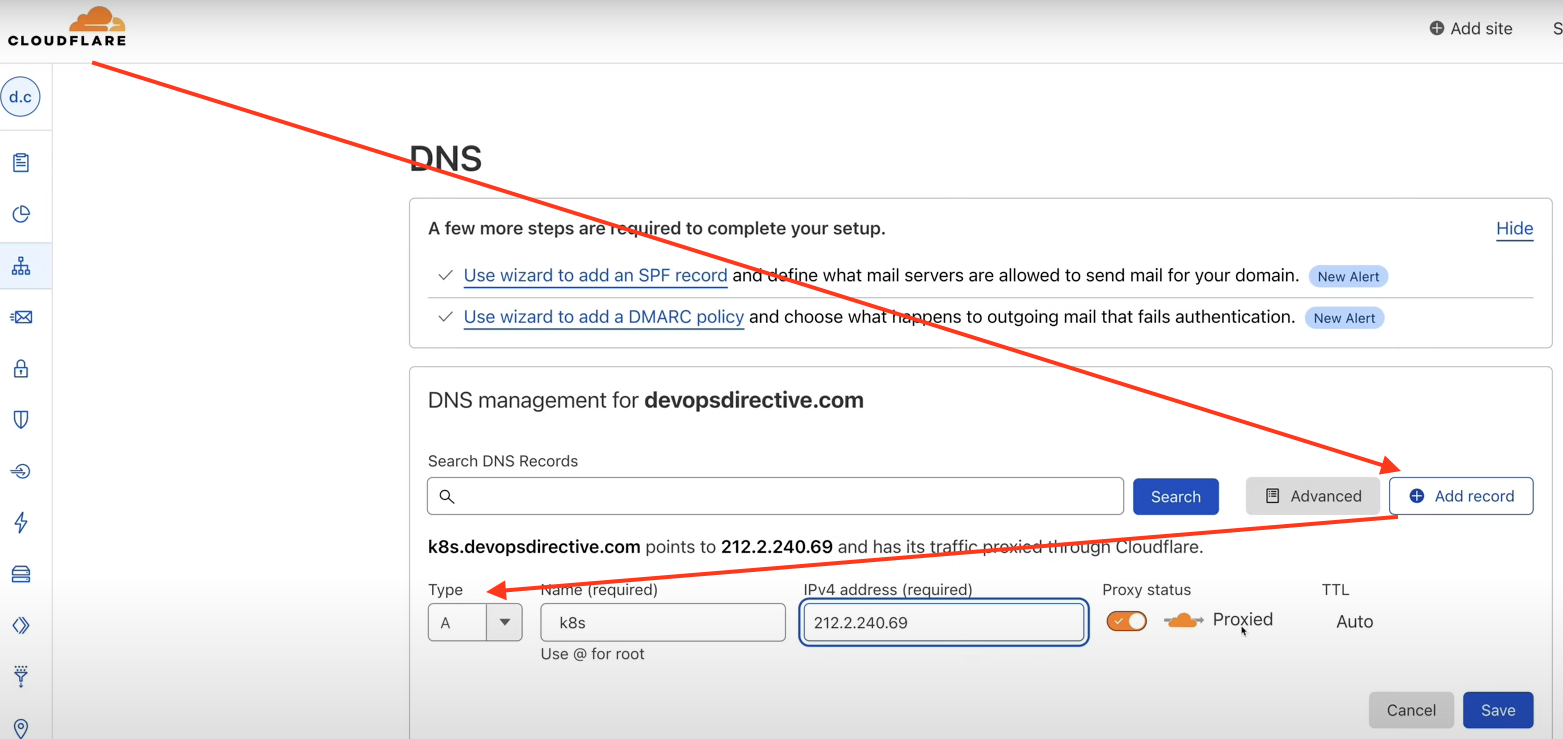 CLOUDFLARE
Add site
S
d.c
DNS
A few more steps are required to complete your setup.
Hide
Use wizard to add an SPF record and define what mail servers are allowed to send mail for your domain.
New Alert
Use wizard to add a DMARC policy and choose what happens to outgoing mail that fails authentication.
New Alert
DNS management for devopsdirective.com
Search DNS Records
Search
Advanced
Add record
k8s.devopsdirective.com points to 212.2.240.69 and has its traffic proxied through Cloudflare.
Type
Name (required)
IPv4 address (required)
Proxy status
TTL
A
k8s
212.2.240.69
Proxied
Auto
Use @ for root
Cancel
Save